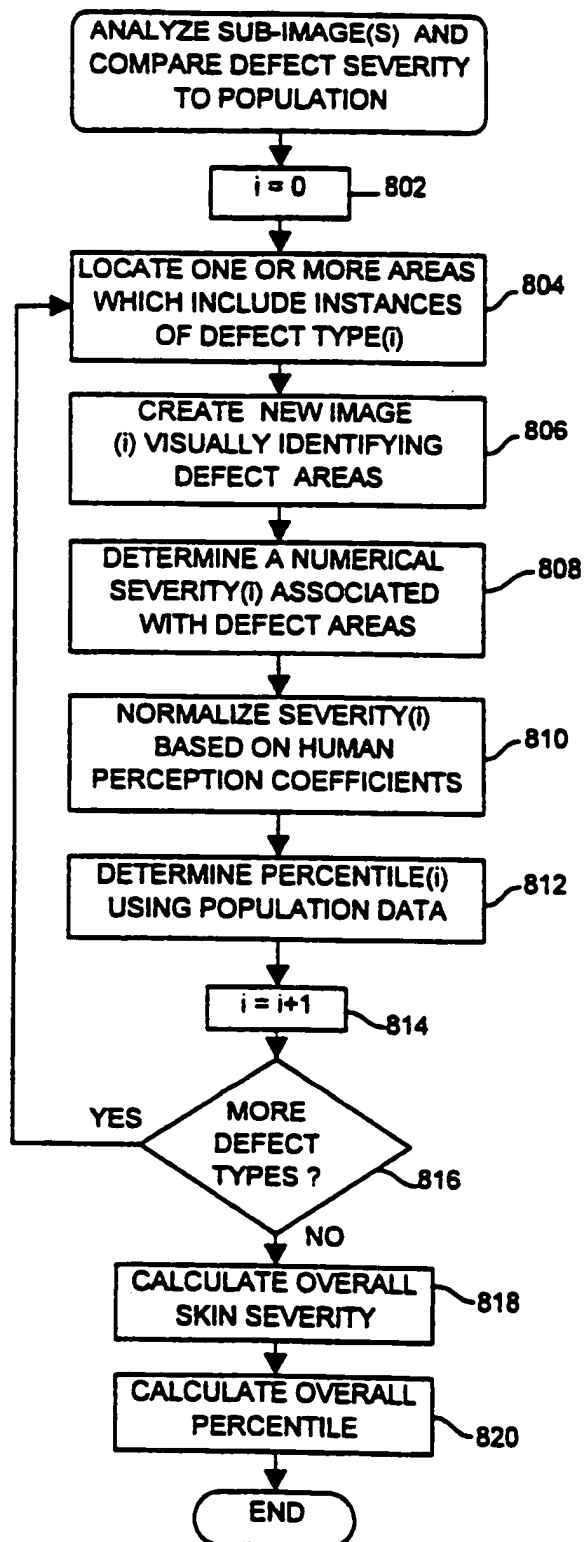 ANALYZE SUB-IMAGE(S) AND
COMPARE DEFECT SEVERITY
TO POPULATION
i = 0
802
LOCATE ONE OR MORE AREAS
WHICH INCLUDE INSTANCES
OF DEFECT TYPE(i)
804
CREATE NEW IMAGE
(i) VISUALLY IDENTIFYING
DEFECT AREAS
806
DETERMINE A NUMERICAL
SEVERITY(i) ASSOCIATED
WITH DEFECT AREAS
808
NORMALIZE SEVERITY(i)
BASED ON HUMAN
PERCEPTION COEFFICIENTS
810
DETERMINE PERCENTILE(i)
USING POPULATION DATA
812
i = i+1
814
YES
MORE
DEFECT
TYPES ?
816
NO
CALCULATE OVERALL
SKIN SEVERITY
818
CALCULATE OVERALL
PERCENTILE
820
END